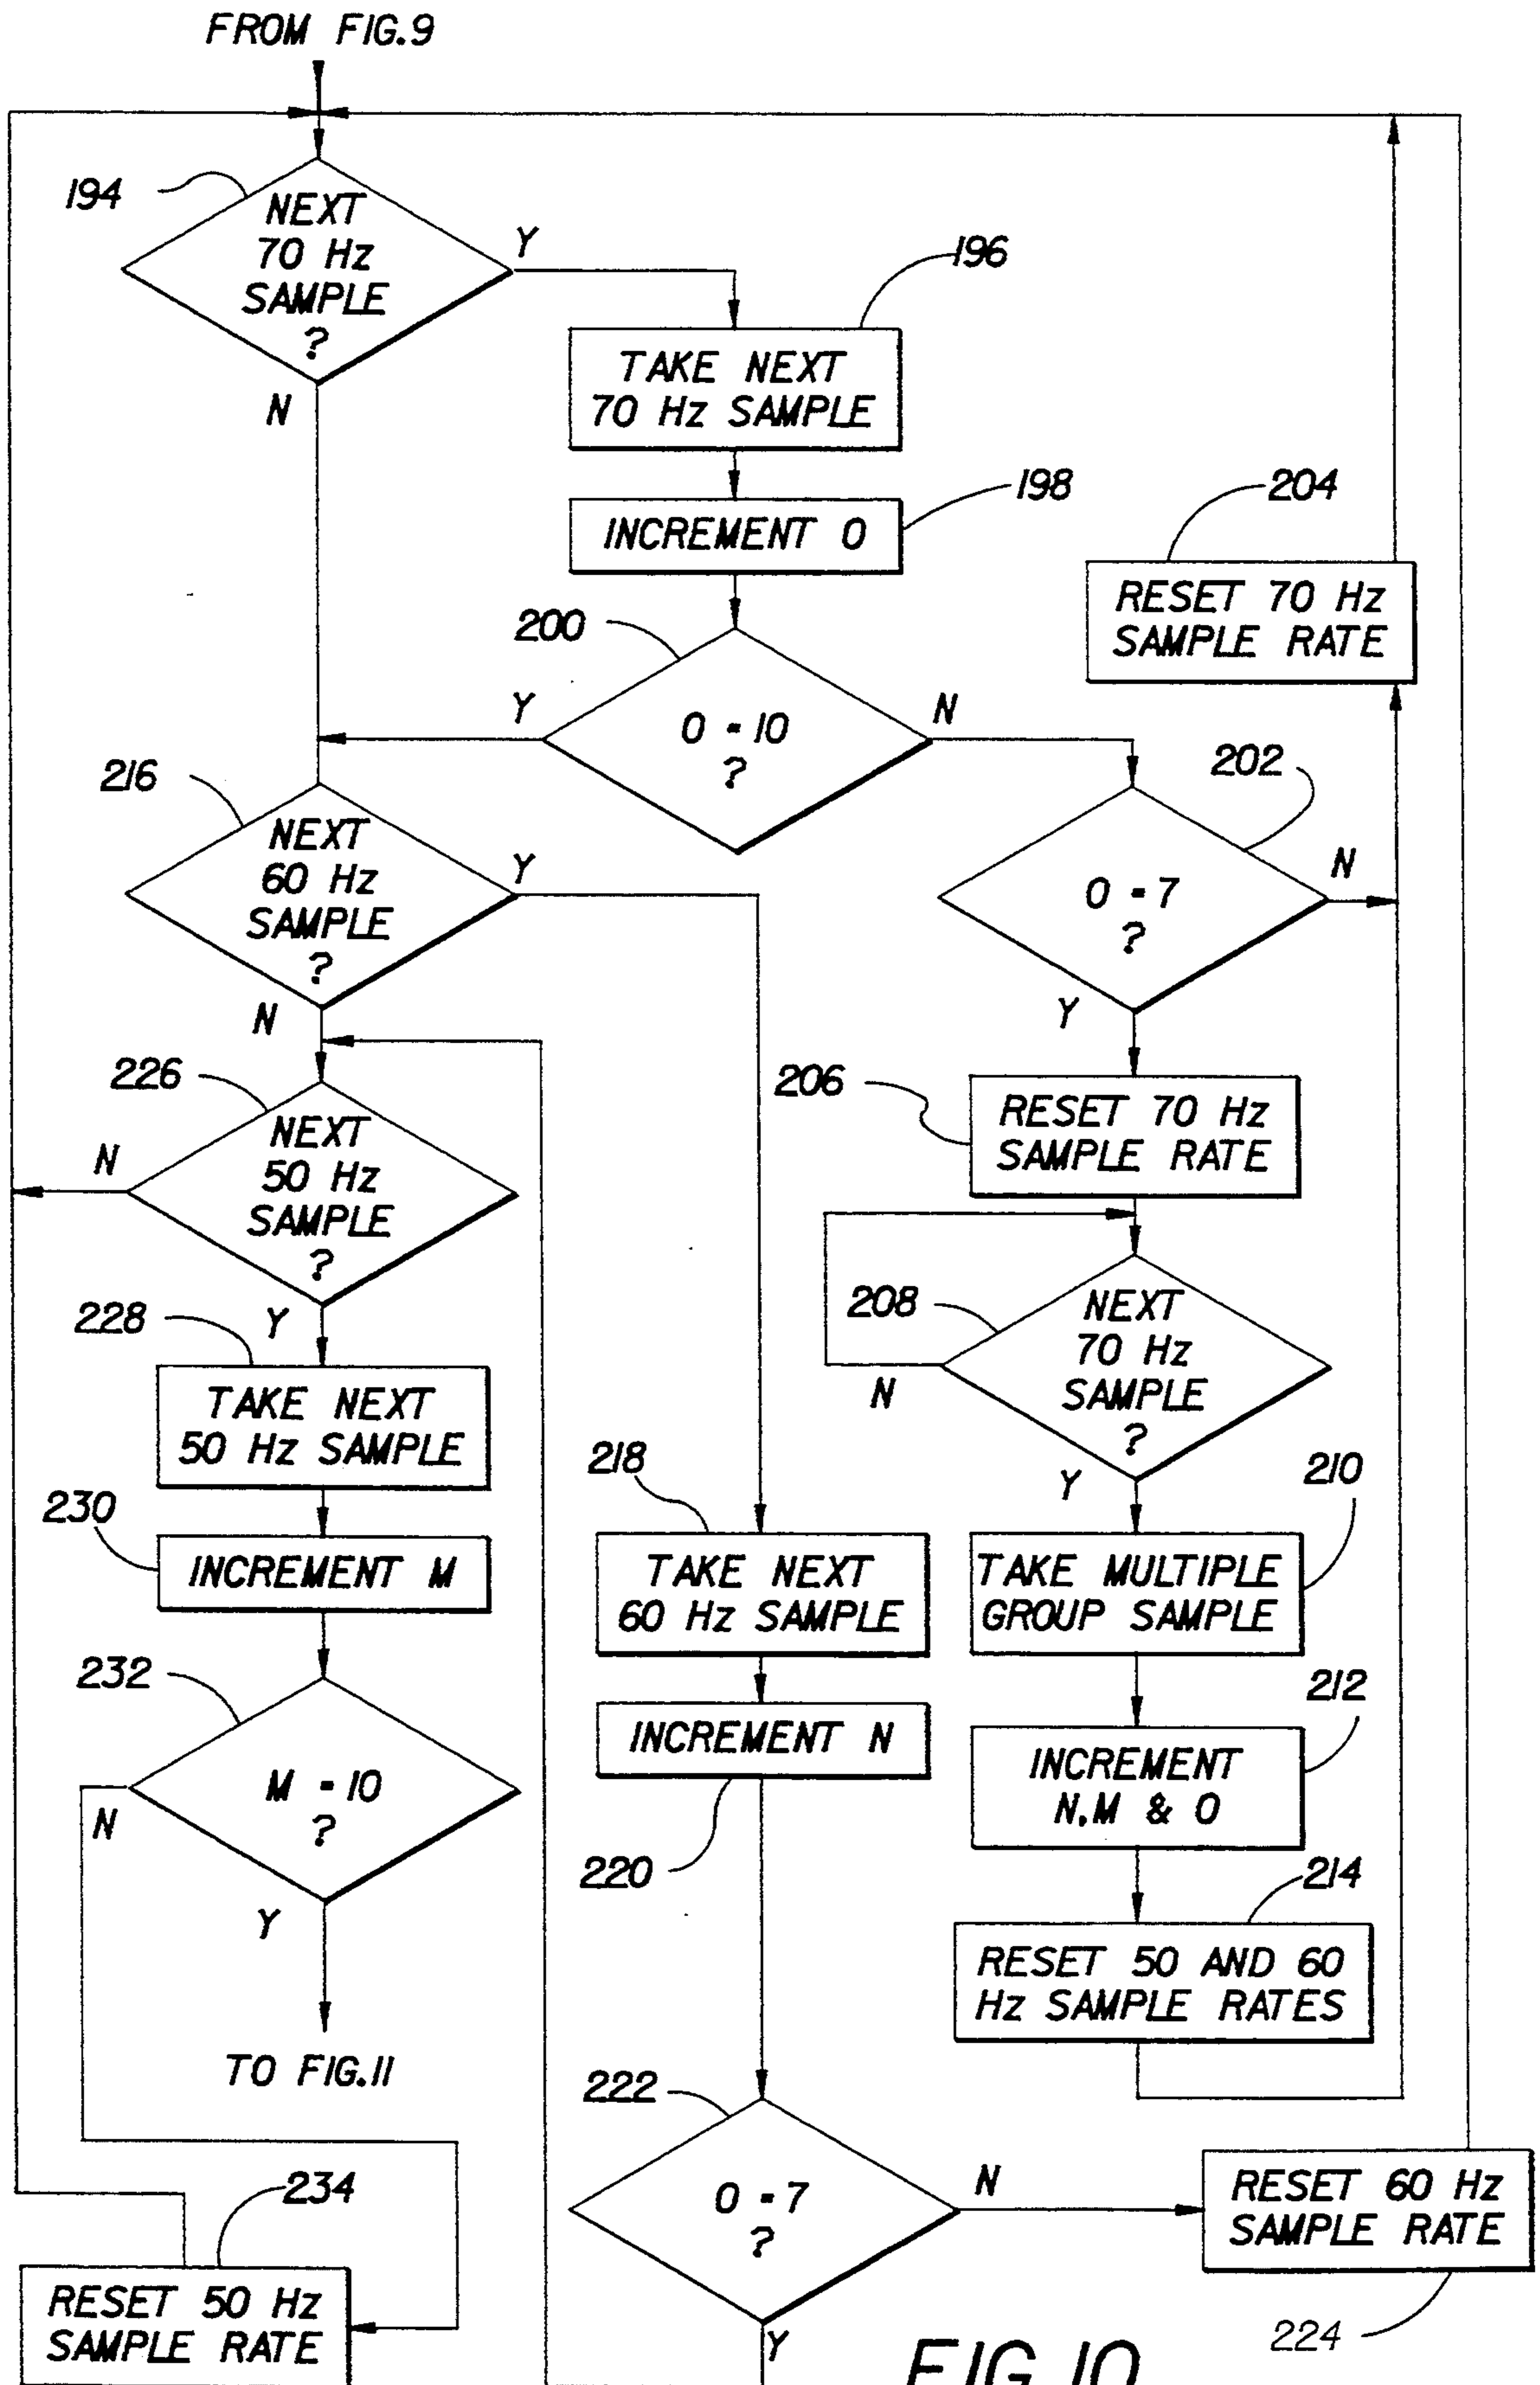 FROM FIG.9
194
NEXT
70 Hz
SAMPLE
?
Y
N
196
TAKE NEXT
70 Hz SAMPLE
198
INCREMENT O
204
RESET 70 Hz
SAMPLE RATE
200
O = 10
?
Y
N
202
O = 7
?
N
Y
216
NEXT
60 Hz
SAMPLE
?
Y
N
226
NEXT
50 Hz
SAMPLE
?
N
Y
206
RESET 70 Hz
SAMPLE RATE
208
NEXT
70 Hz
SAMPLE
?
N
Y
228
TAKE NEXT
50 Hz SAMPLE
230
INCREMENT M
218
TAKE NEXT
60 Hz SAMPLE
210
TAKE MULTIPLE
GROUP SAMPLE
232
M = 10
?
N
Y
INCREMENT N
220
212
INCREMENT
N,M & O
214
RESET 50 AND 60
Hz SAMPLE RATES
TO FIG.11
222
O = 7
?
N
Y
234
RESET 50 Hz
SAMPLE RATE
RESET 60 Hz
SAMPLE RATE
224
FIG.10